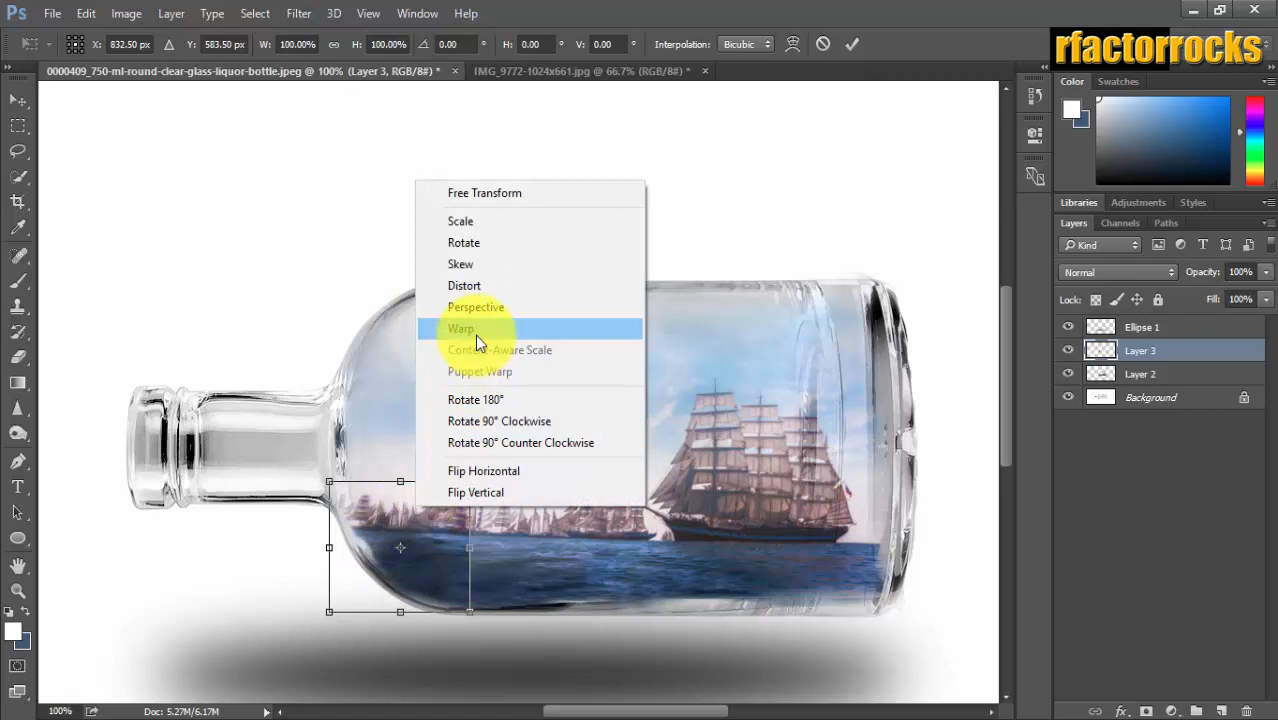 Ps File Edit Image Layer Type Select Filter 3D View Window Help
rfactorrocks
X: 832.50 px Y: 583.50 px W: 100.00% H: 100.00% 0.00 ° H: 0.00 ° V: 0.00 ° Interpolation: Bicubic
0000409_750-ml-round-clear-glass-liquor-bottle.jpeg @ 100% (Layer 3, RGB/8#) * × IMG_9772-1024x661.jpg @ 66.7% (RGB/8#) * ×
Color Swatches
Free Transform
Scale
Rotate
Skew
Distort
Perspective
Warp
Content-Aware Scale
Puppet Warp
Rotate 180°
Rotate 90° Clockwise
Rotate 90° Counter Clockwise
Flip Horizontal
Flip Vertical
Libraries Adjustments Styles
Layers Channels Paths
Kind
Normal Opacity: 100%
Lock: Fill: 100%
Ellipse 1
Layer 3
Layer 2
Background
100% Doc: 5.27M/6.17M